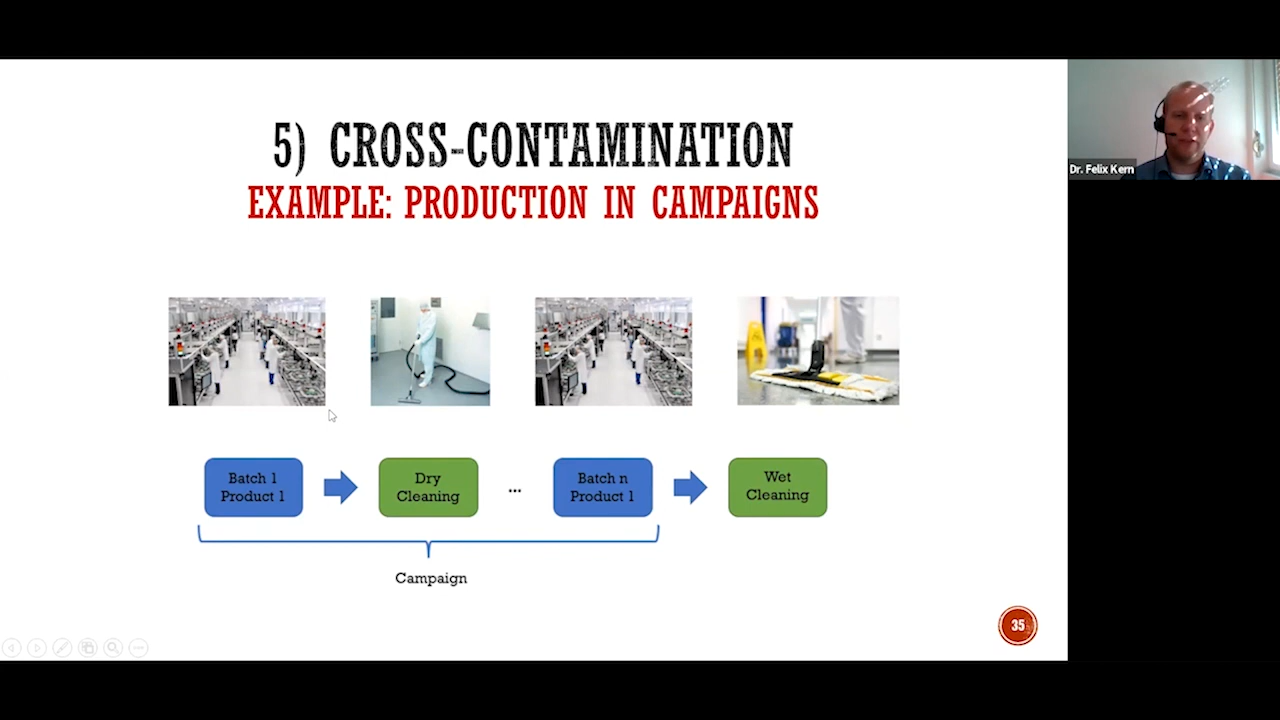 5) CROSS-CONTAMINATION
EXAMPLE: PRODUCTION IN CAMPAIGNS
Dr. Felix Kern
Batch 1
Product 1
Dry
Cleaning
...
Batch n
Product 1
Wet
Cleaning
Campaign
35